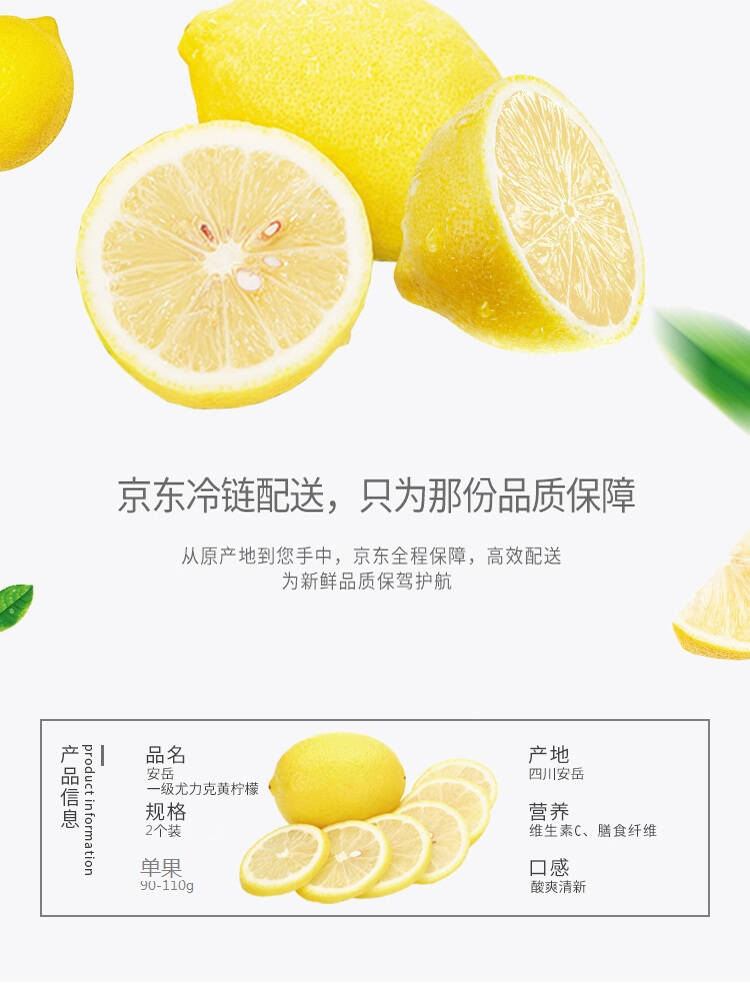 京东冷链配送，只为那份品质保障
从原产地到您手中，京东全程保障，高效配送
为新鲜品质保驾护航
产品信息
product information
品名
安岳
一级尤力克黄柠檬
规格
2个装
单果
90-110g
产地
四川安岳
营养
维生素C、膳食纤维
口感
酸爽清新